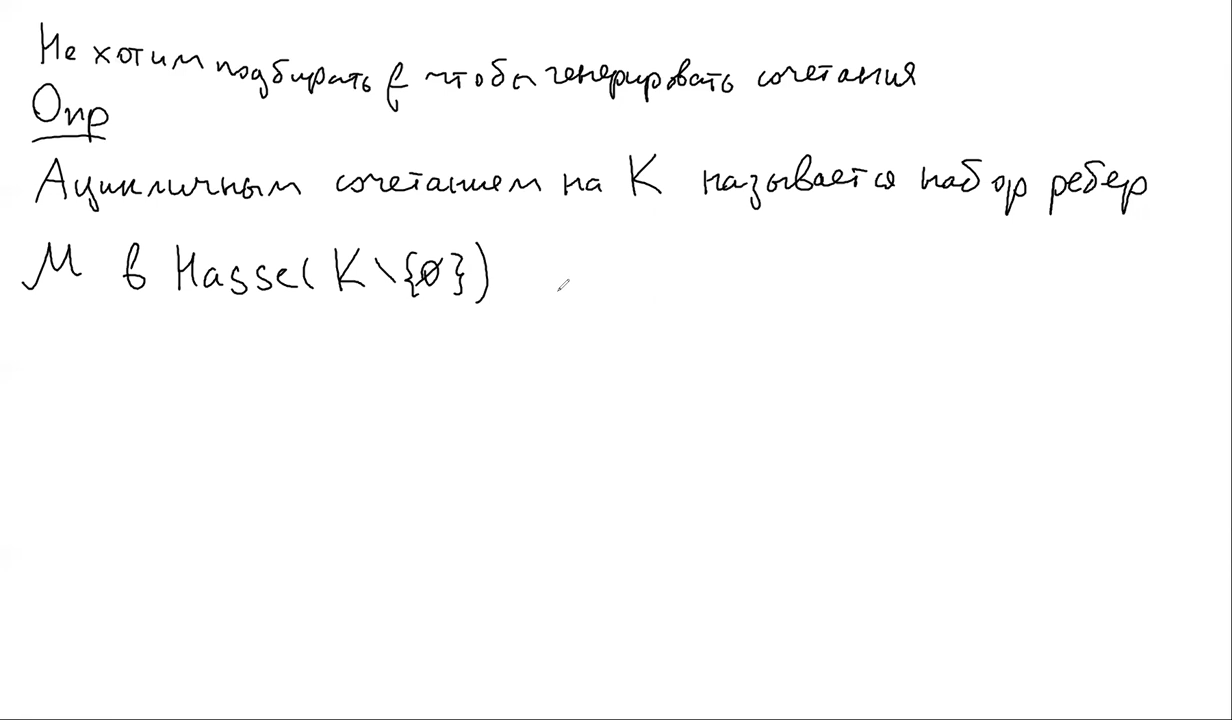 Не хотим подбирать f чтобы генерировать сочетания
Опр
Ацикличным сочетанием на K называется набор ребер
M в Hasse(K\{∅})